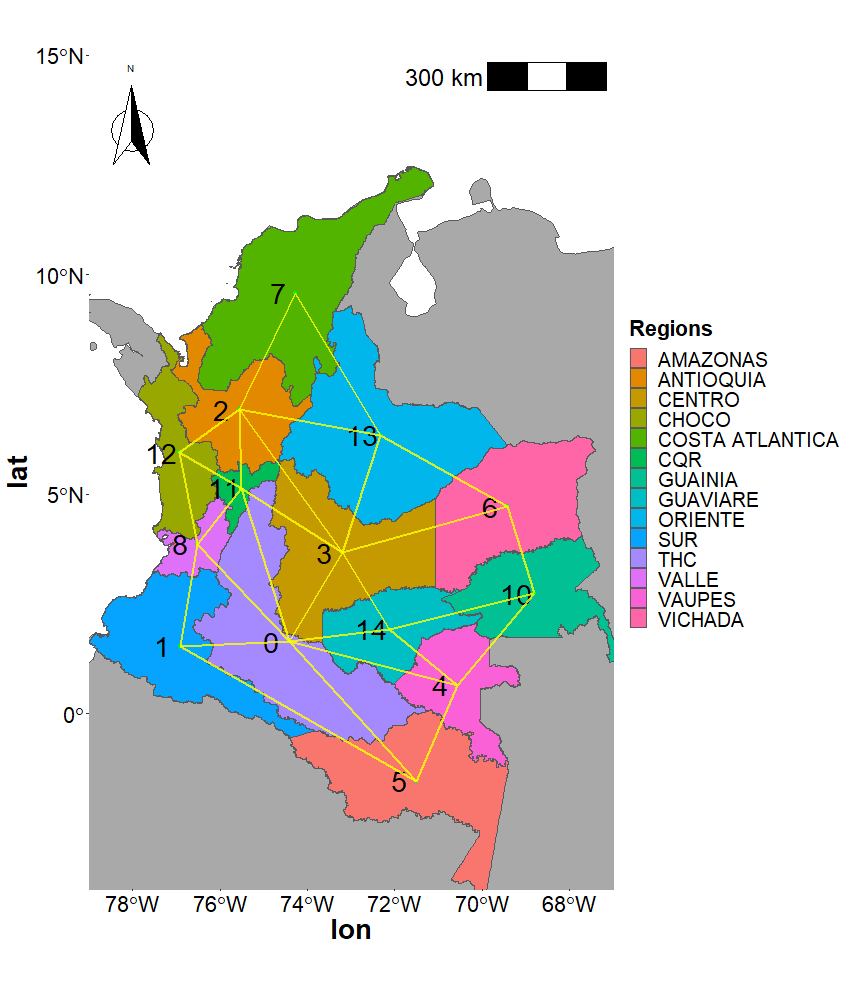 15°N
N
300 km
10°N
7
Regions
AMAZONAS
ANTIOQUIA
CENTRO
CHOCO
COSTA ATLANTICA
CQR
GUAINIA
GUAVIARE
ORIENTE
SUR
THC
VALLE
VAUPES
VICHADA
2
13
12
lat
5°N
11
6
8
3
10
14
1
0
4
0°
5
78°W
76°W
74°W
72°W
70°W
68°W
lon